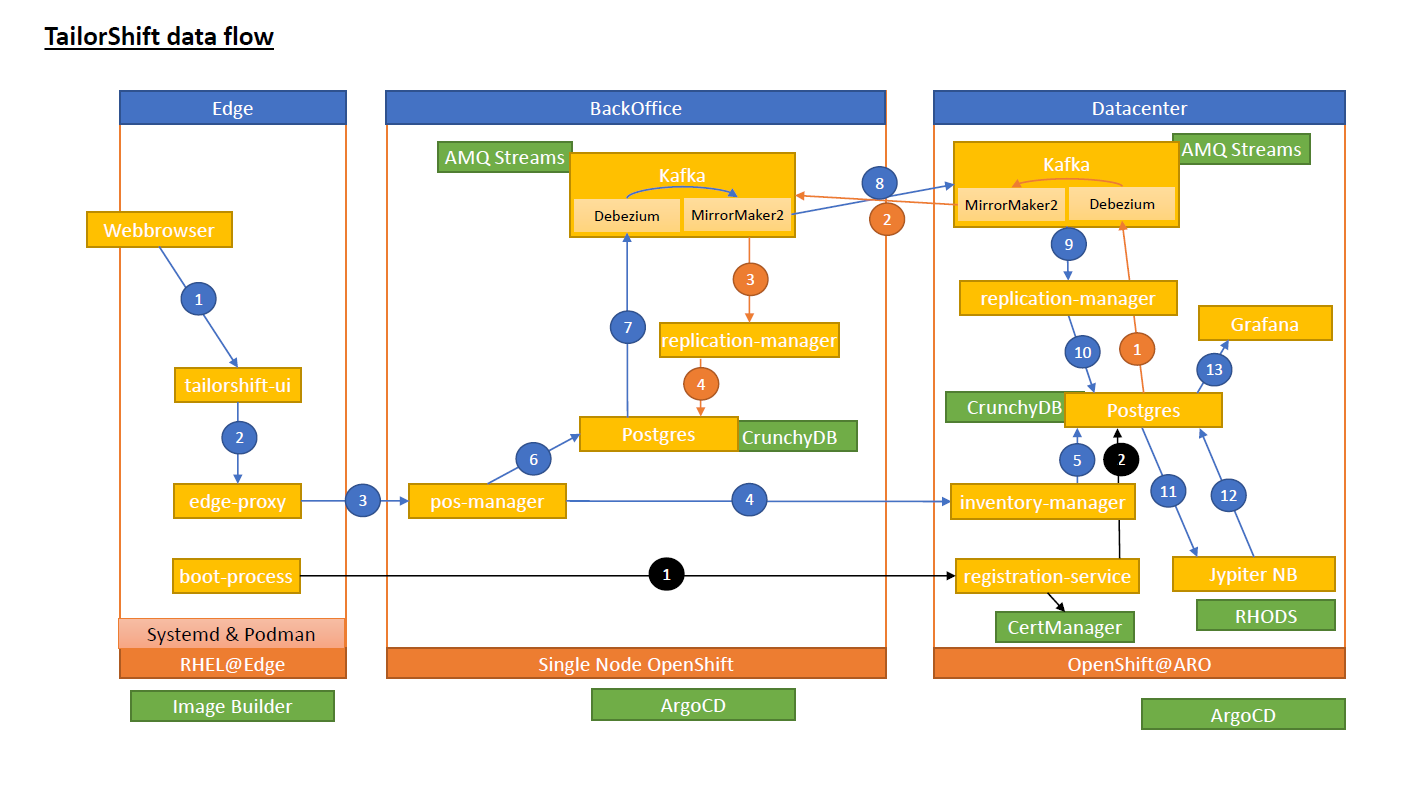 TailorShift data flow
Edge
BackOffice
Datacenter
AMQ Streams
Kafka
Debezium
MirrorMaker2
8
2
Kafka
AMQ Streams
MirrorMaker2
Debezium
Webbrowser
1
tailorshift-ui
2
edge-proxy
3
boot-process
Systemd & Podman
RHEL@Edge
Image Builder
7
3
replication-manager
4
Postgres
CrunchyDB
6
pos-manager
4
1
Single Node OpenShift
ArgoCD
9
replication-manager
10
1
13
Grafana
CrunchyDB
Postgres
5
2
11
12
inventory-manager
registration-service
CertManager
Jypiter NB
RHODS
OpenShift@ARO
ArgoCD